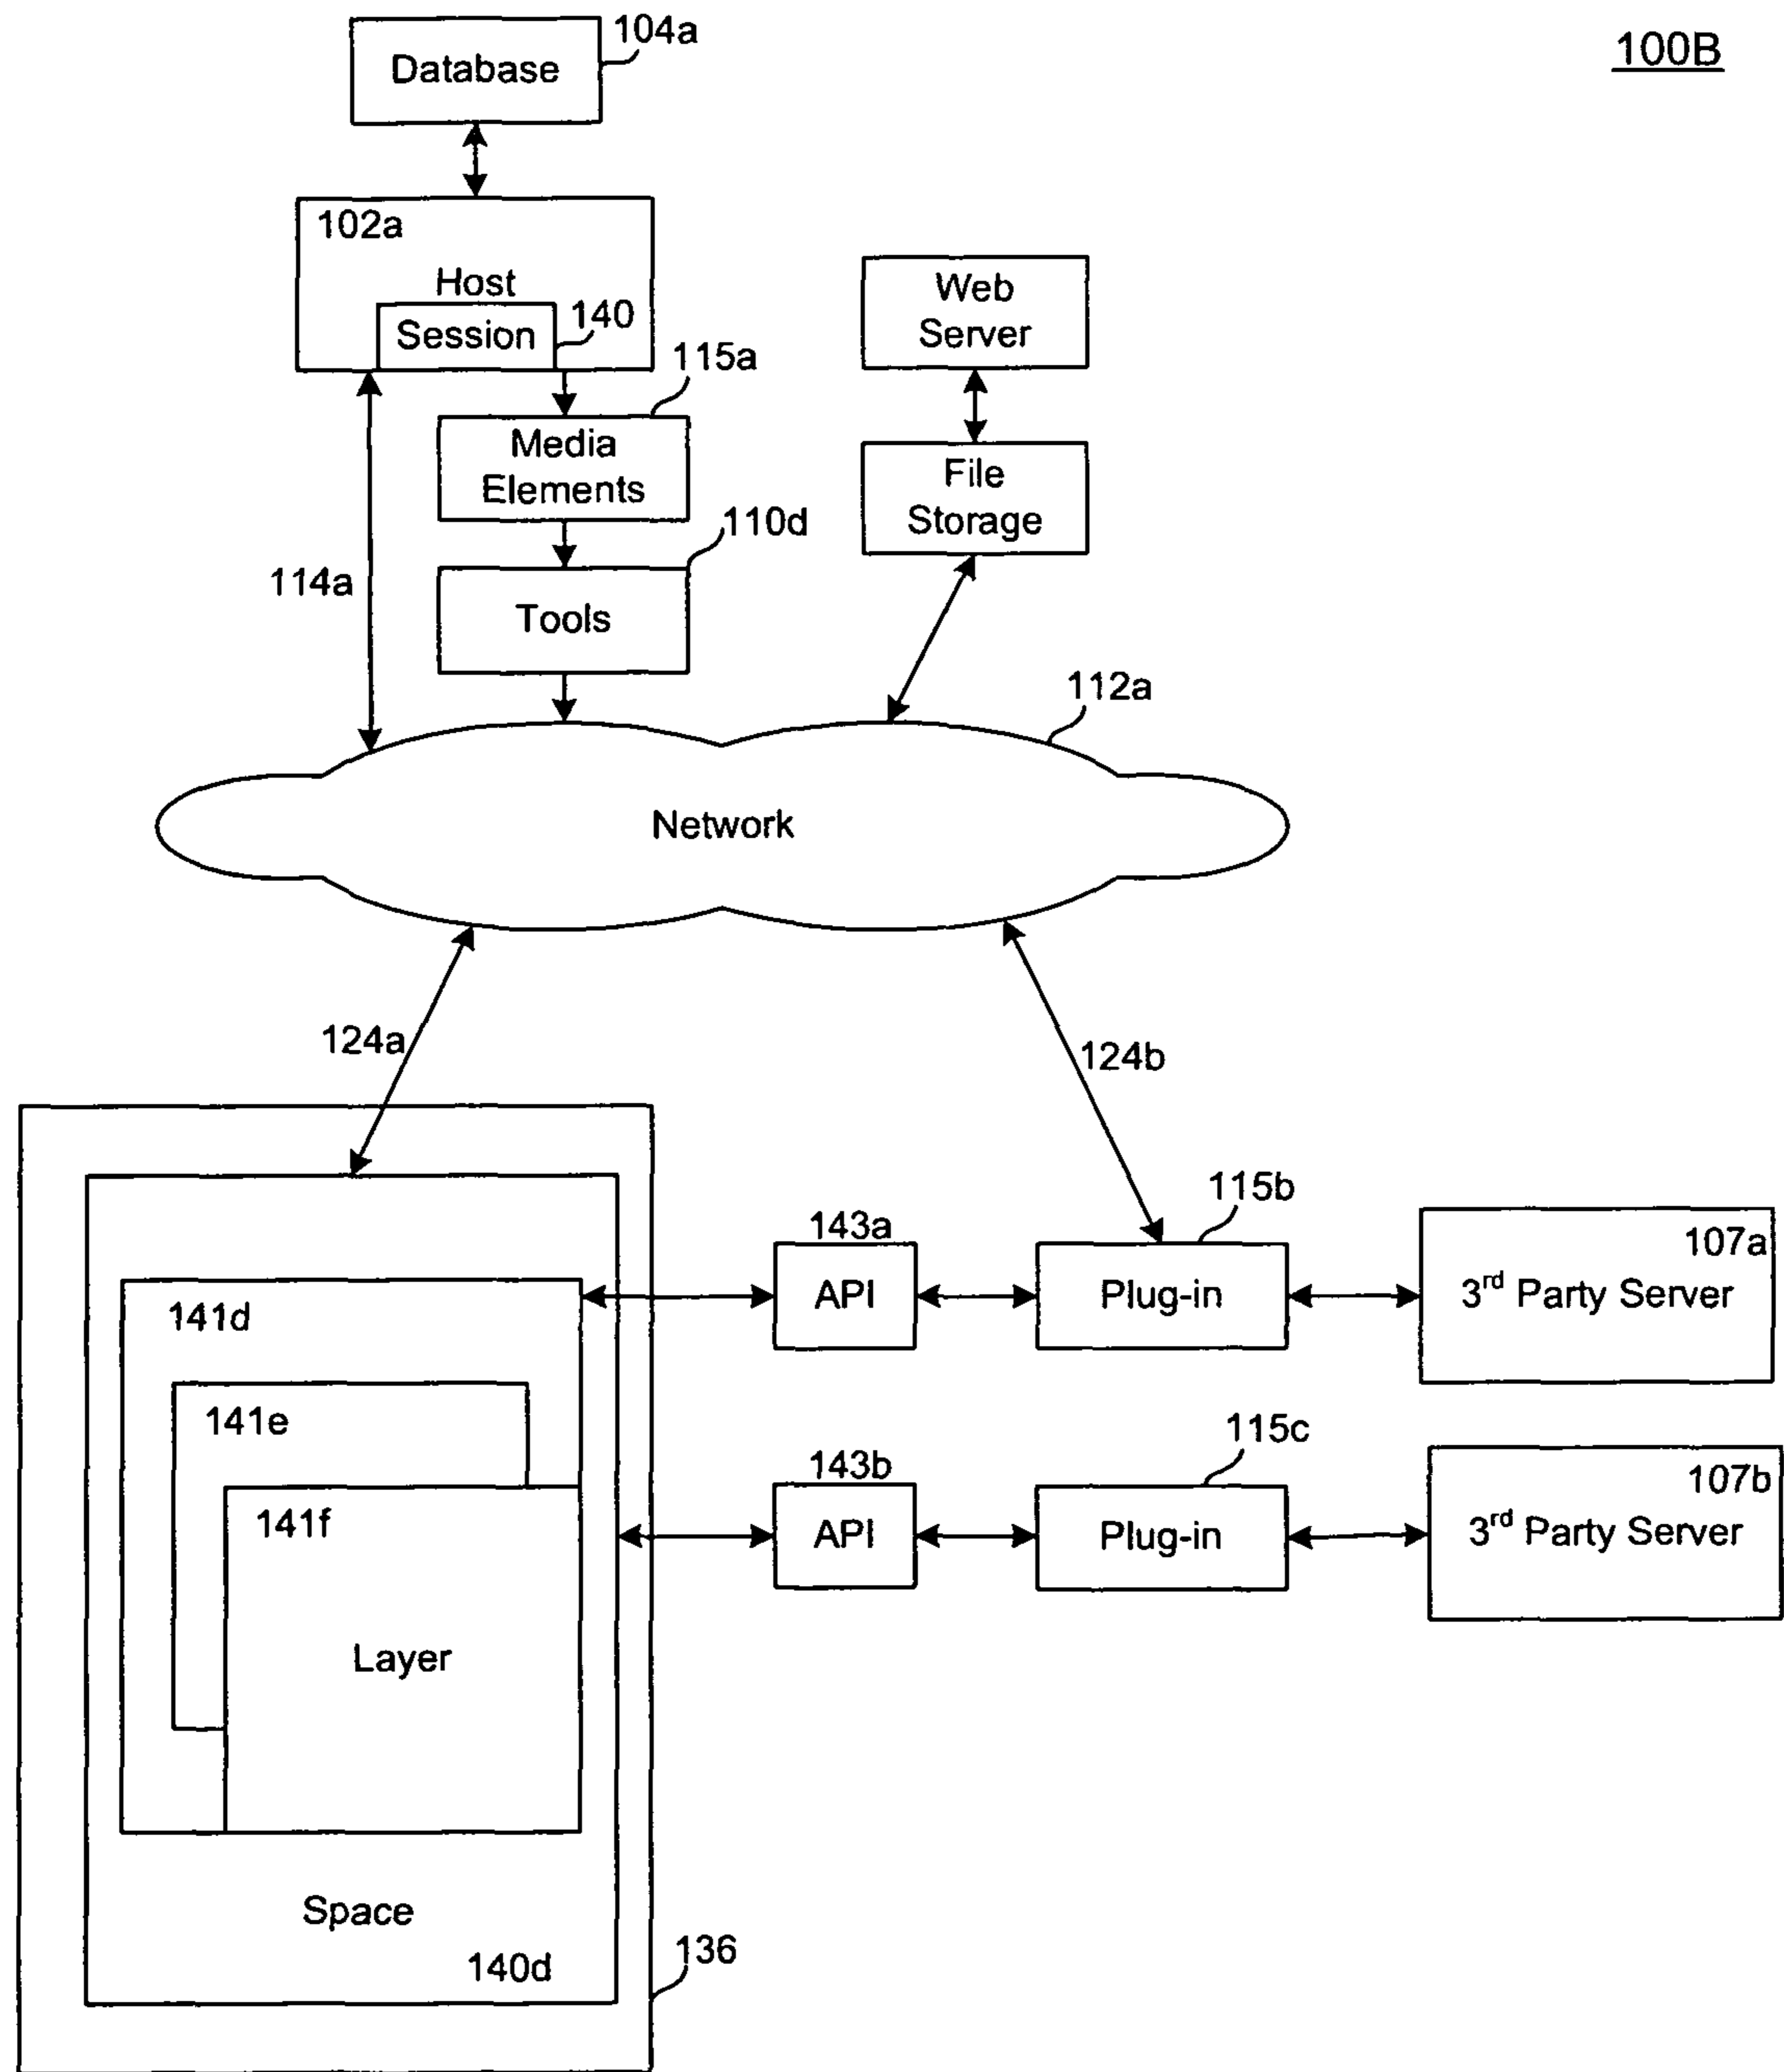 100B
104a
Database
102a
Host
Session
140
Web
Server
115a
Media
Elements
File
Storage
110d
114a
Tools
112a
Network
124a
124b
115b
143a
107a
API
Plug-in
3rd Party Server
141d
141e
115c
143b
107b
141f
API
Plug-in
3rd Party Server
Layer
Space
136
140d